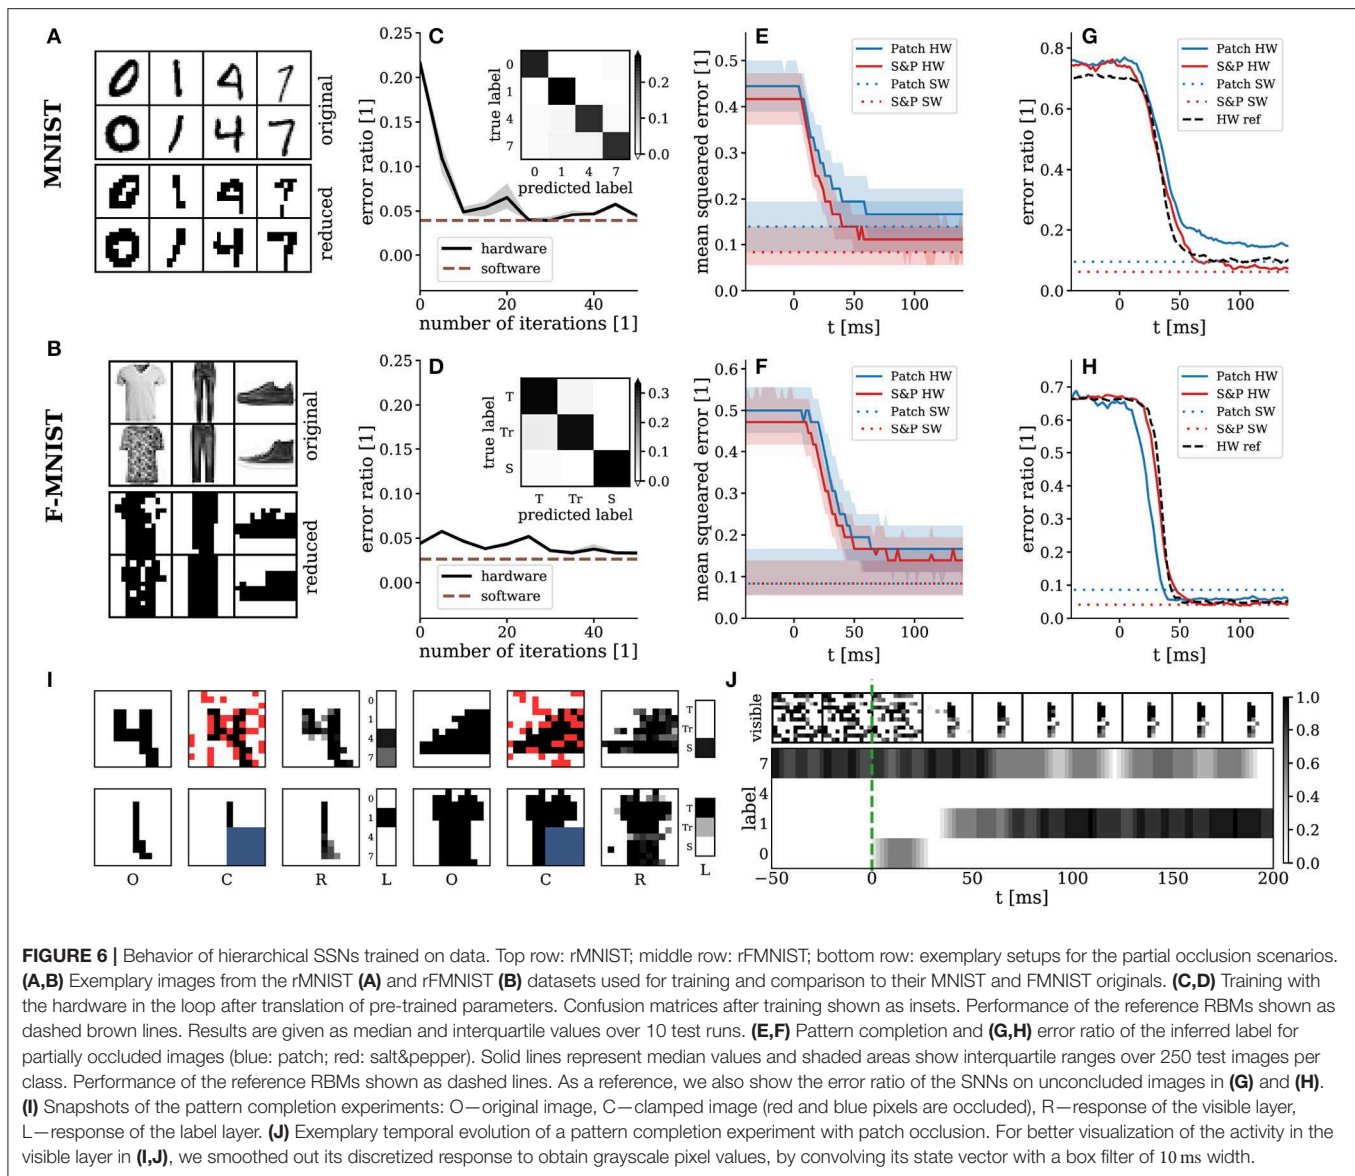 A
MNIST
original
reduced
C
0.25
0.20
0.15
0.10
0.05
0.00
error ratio [1]
0 20 40
number of iterations [1]
true label
0
1
4
7
0 1 4 7
predicted label
0.2
0.0
hardware
software
E
Patch HW
S&P HW
Patch SW
S&P SW
0.5
0.4
0.3
0.2
0.1
0.0
mean squeared error [1]
0 50 100
t [ms]
G
Patch HW
S&P HW
Patch SW
S&P SW
HW ref
0.8
0.6
0.4
0.2
0.0
error ratio [1]
0 50 100
t [ms]
B
F-MNIST
original
reduced
D
0.25
0.20
0.15
0.10
0.05
0.00
error ratio [1]
0 20 40
number of iterations [1]
true label
T
Tr
S
T Tr S
predicted label
0.3
0.2
0.1
0.0
hardware
software
F
Patch HW
S&P HW
Patch SW
S&P SW
0.6
0.5
0.4
0.3
0.2
0.1
0.0
mean squeared error [1]
0 50 100
t [ms]
H
Patch HW
S&P HW
Patch SW
S&P SW
HW ref
0.7
0.6
0.5
0.4
0.3
0.2
0.1
0.0
error ratio [1]
0 50 100
t [ms]
I
0
1
4
7
T
Tr
S
0
1
4
7
T
Tr
S
O C R L O C R L
J
visible
label
7
4
1
0
−50 0 50 100 150 200
t [ms]
1.0
0.8
0.6
0.4
0.2
0.0
FIGURE 6 | Behavior of hierarchical SSNs trained on data. Top row: rMNIST; middle row: rFMNIST; bottom row: exemplary setups for the partial occlusion scenarios.
(A,B) Exemplary images from the rMNIST (A) and rFMNIST (B) datasets used for training and comparison to their MNIST and FMNIST originals. (C,D) Training with
the hardware in the loop after translation of pre-trained parameters. Confusion matrices after training shown as insets. Performance of the reference RBMs shown as
dashed brown lines. Results are given as median and interquartile values over 10 test runs. (E,F) Pattern completion and (G,H) error ratio of the inferred label for
partially occluded images (blue: patch; red: salt&pepper). Solid lines represent median values and shaded areas show interquartile ranges over 250 test images per
class. Performance of the reference RBMs shown as dashed lines. As a reference, we also show the error ratio of the SNNs on unconcluded images in (G) and (H).
(I) Snapshots of the pattern completion experiments: O—original image, C—clamped image (red and blue pixels are occluded), R—response of the visible layer,
L—response of the label layer. (J) Exemplary temporal evolution of a pattern completion experiment with patch occlusion. For better visualization of the activity in the
visible layer in (I,J), we smoothed out its discretized response to obtain grayscale pixel values, by convolving its state vector with a box filter of 10 ms width.